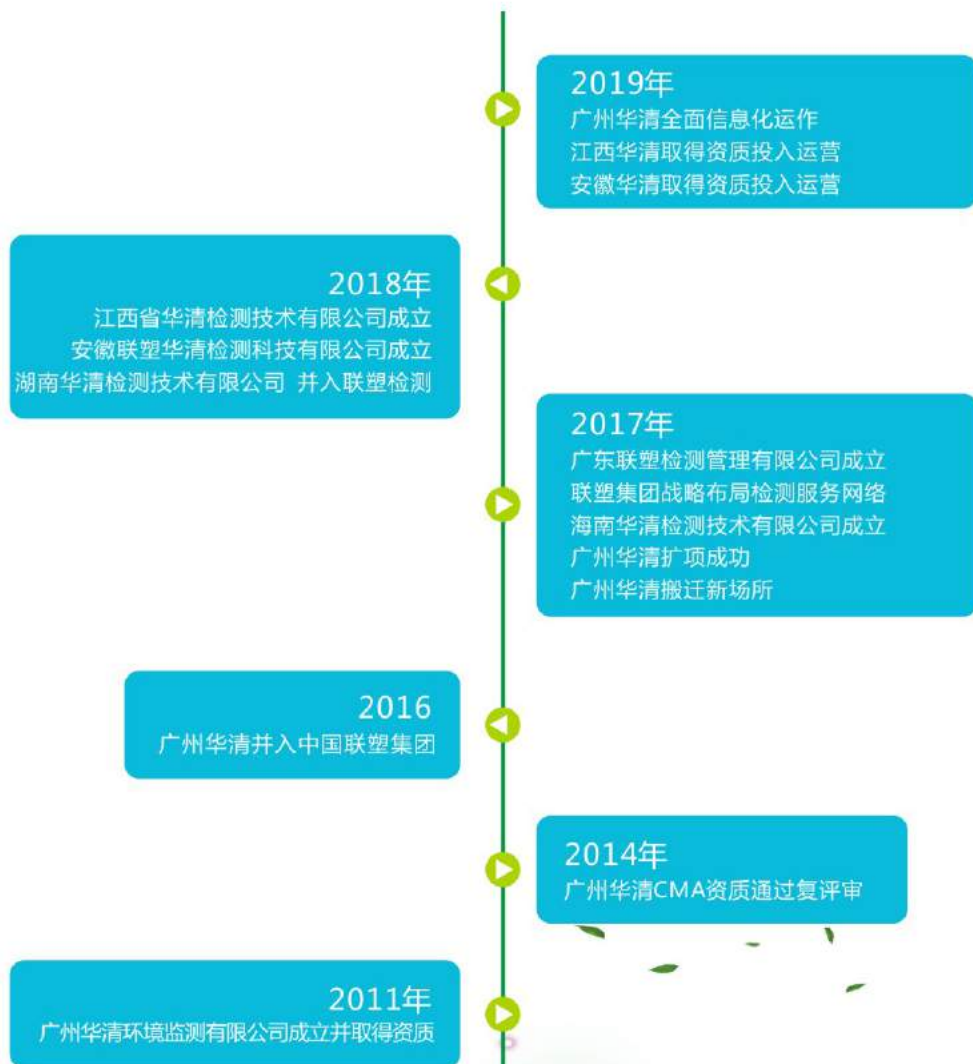 2019年
广州华清全面信息化运作
江西华清取得资质投入运营
安徽华清取得资质投入运营
2018年
江西省华清检测技术有限公司成立
安徽联塑华清检测科技有限公司成立
湖南华清检测技术有限公司 并入联塑检测
2017年
广东联塑检测管理有限公司成立
联塑集团战略布局检测服务网络
海南华清检测技术有限公司成立
广州华清扩项成功
广州华清搬迁新场所
2016
广州华清并入中国联塑集团
2014年
广州华清CMA资质通过复评审
2011年
广州华清环境监测有限公司成立并取得资质